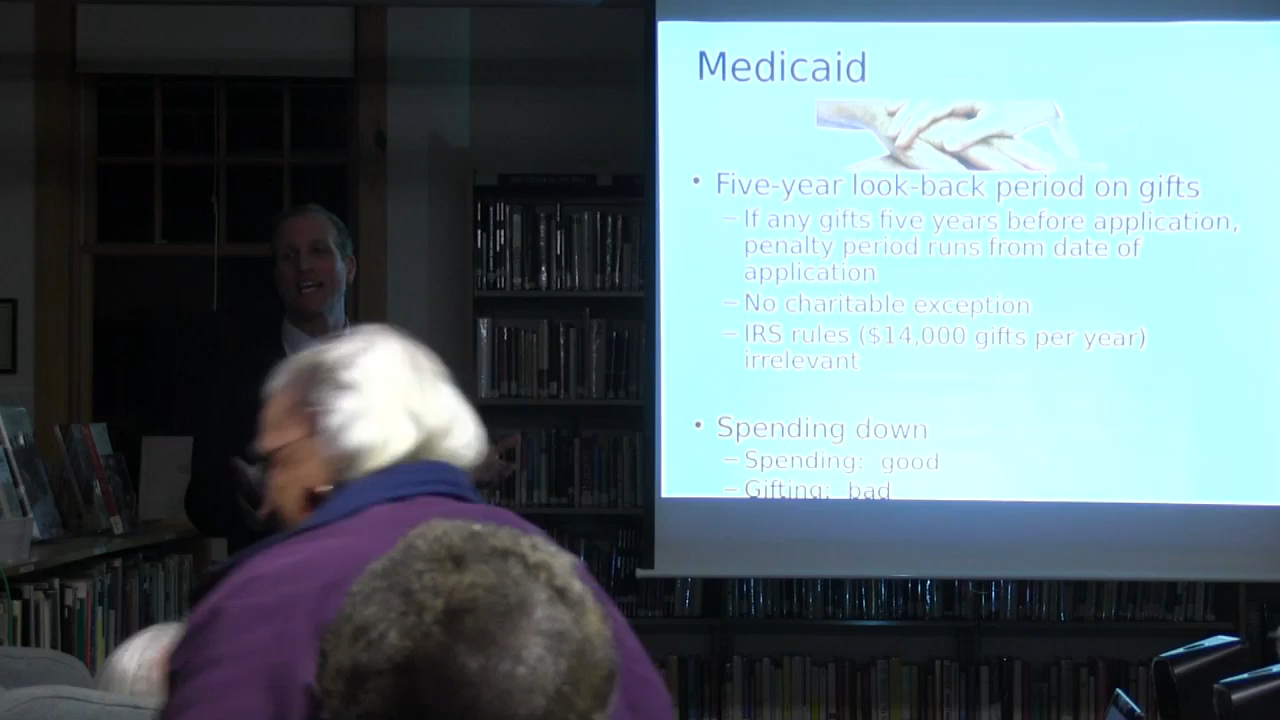 Medicaid
• Five-year look-back period on gifts
– If any gifts five years before application,
penalty period runs from date of
application
– No charitable exception
– IRS rules ($14,000 gifts per year)
irrelevant
• Spending down
– Spending: good
– Gifting: bad